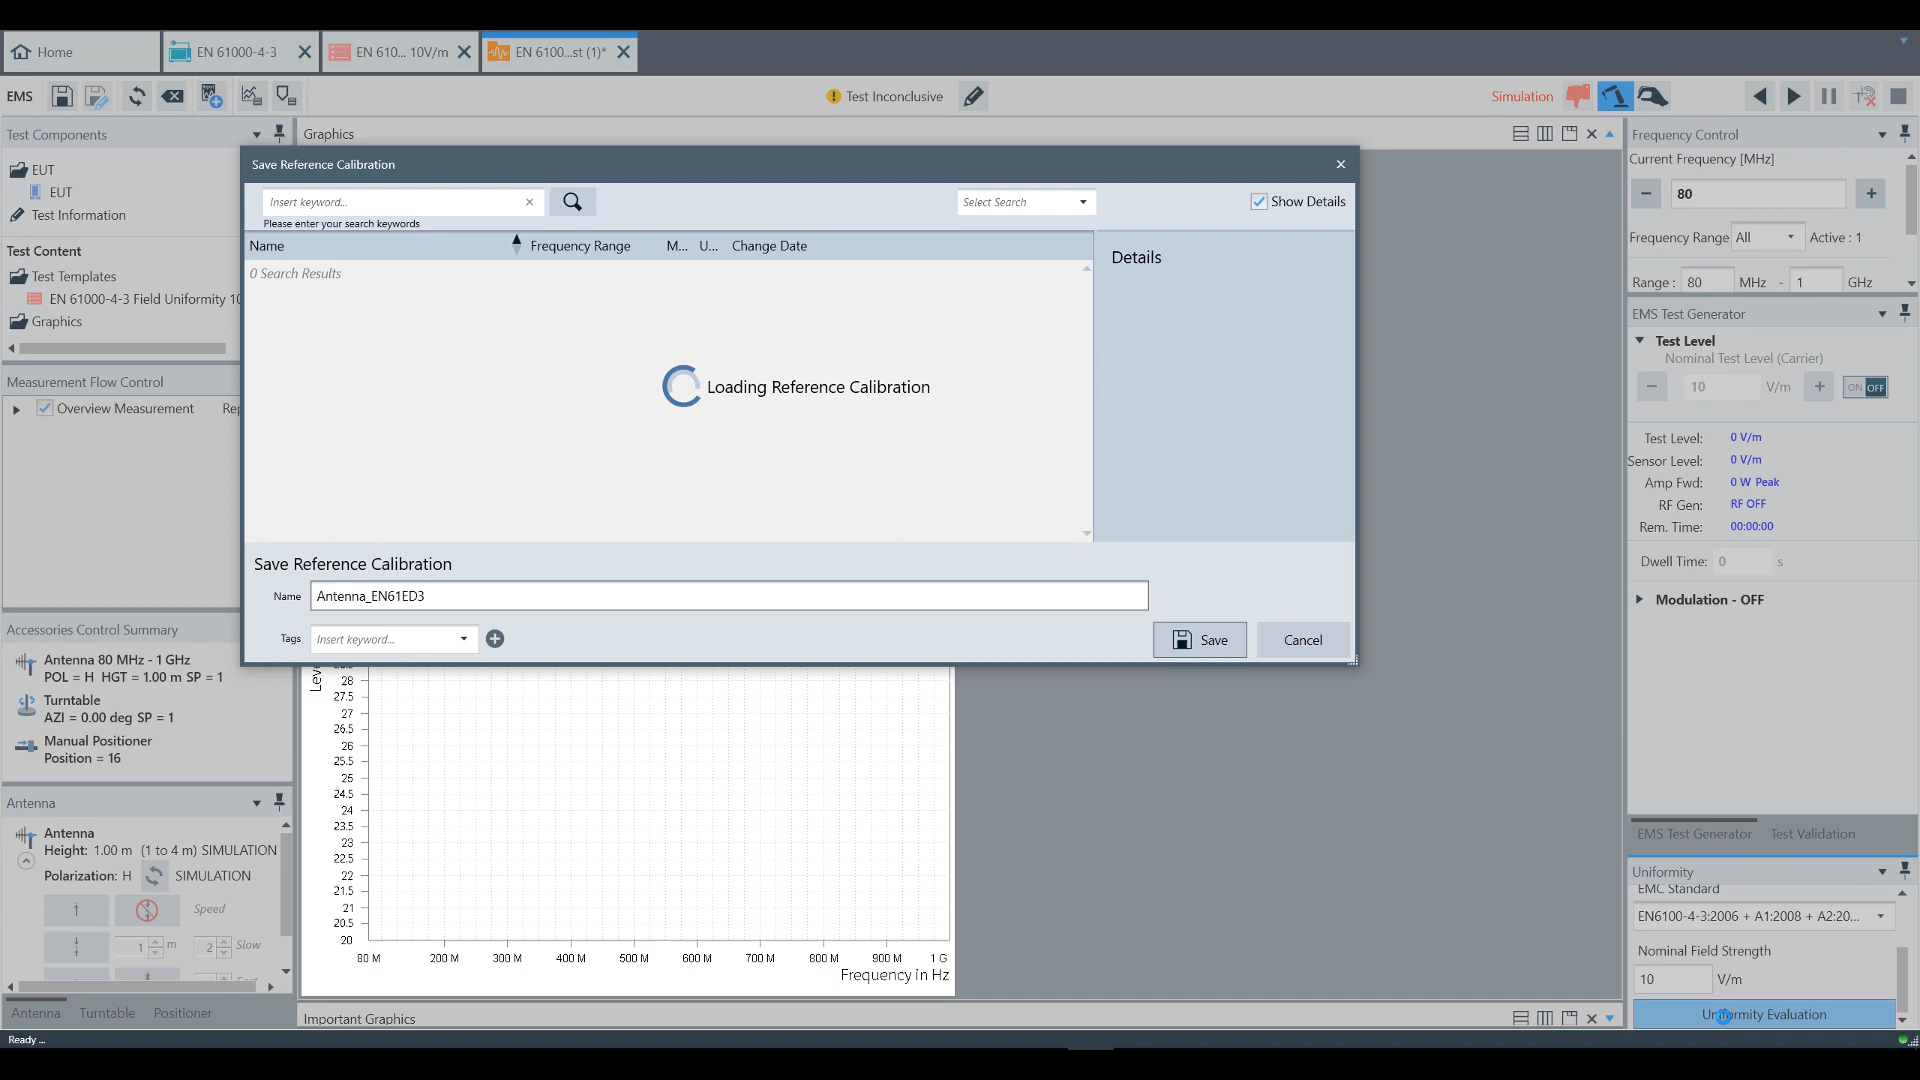 Home
EN 61000-4-3
EN 610... 10V/m
EN 6100...st (1)*
EMS
Test Inconclusive
Simulation
Test Components
EUT
EUT
Test Information
Test Content
Test Templates
EN 61000-4-3 Field Uniformity 10
Graphics
Measurement Flow Control
Overview Measurement Rep
Accessories Control Summary
Antenna 80 MHz - 1 GHz
POL = H HGT = 1.00 m SP = 1
Turntable
AZI = 0.00 deg SP = 1
Manual Positioner
Position = 16
Antenna
Antenna
Height: 1.00 m (1 to 4 m) SIMULATION
Polarization: H SIMULATION
Speed
1 m 2 Slow
Antenna Turntable Positioner
Ready ...
Graphics
Save Reference Calibration
Insert keyword...
Please enter your search keywords
Select Search
Show Details
Name Frequency Range M... U... Change Date
0 Search Results
Loading Reference Calibration
Details
Save Reference Calibration
Name Antenna_EN61ED3
Tags Insert keyword...
Save
Cancel
28
27.5
27
26.5
26
25.5
25
24.5
24
23.5
23
22.5
22
21.5
21
20.5
20
80 M 200 M 300 M 400 M 500 M 600 M 700 M 800 M 900 M 1 G
Frequency in Hz
Important Graphics
Frequency Control
Current Frequency [MHz]
80
Frequency Range All Active : 1
Range : 80 MHz - 1 GHz
EMS Test Generator
Test Level
Nominal Test Level (Carrier)
10 V/m ON OFF
Test Level: 0 V/m
Sensor Level: 0 V/m
Amp Fwd: 0 W Peak
RF Gen: RF OFF
Rem. Time: 00:00:00
Dwell Time: 0 s
Modulation - OFF
EMS Test Generator Test Validation
Uniformity
EMC Standard
EN6100-4-3:2006 + A1:2008 + A2:20...
Nominal Field Strength
10 V/m
Uniformity Evaluation